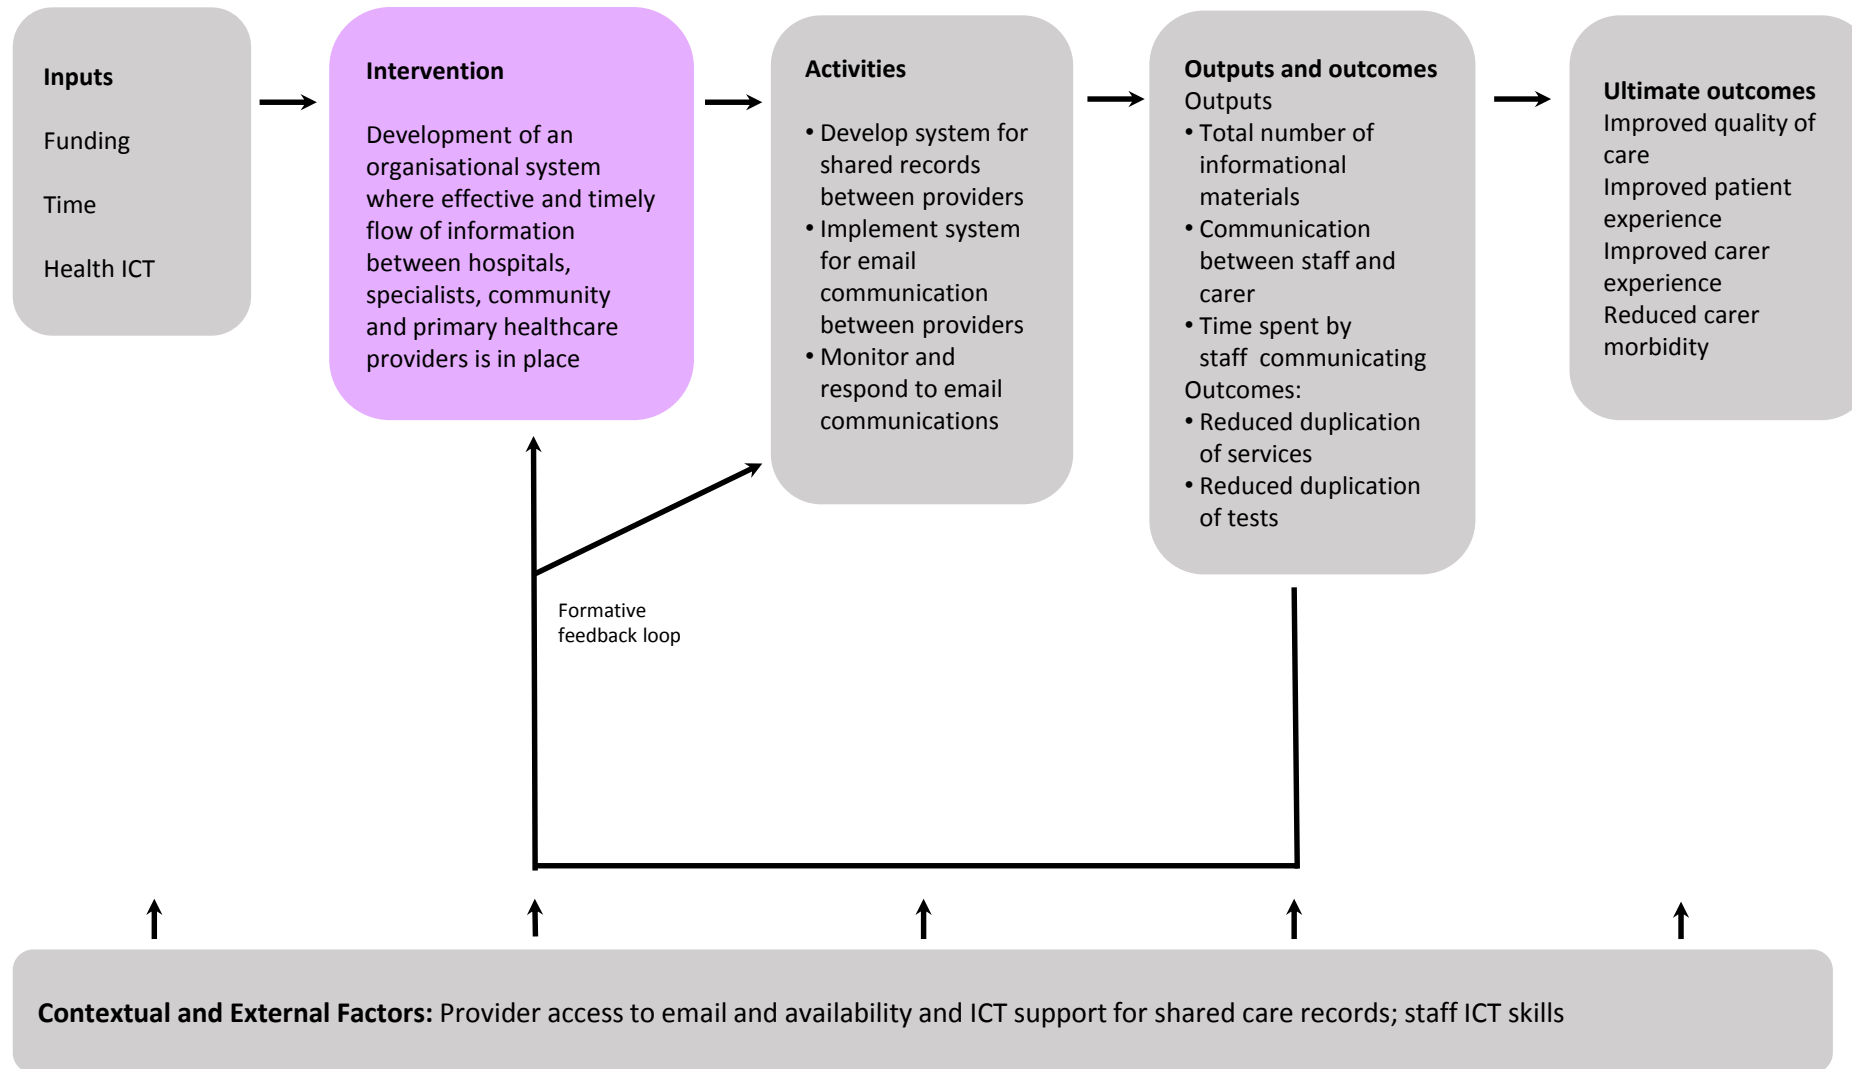 Inputs
Funding
Time
Health ICT
Intervention
Development of an
organisational system
where effective and timely
flow of information
between hospitals,
specialists, community
and primary healthcare
providers is in place
Activities
• Develop system for
shared records
between providers
• Implement system
for email
communication
between providers
• Monitor and
respond to email
communications
Outputs and outcomes
Outputs
• Total number of
informational
materials
• Communication
between staff and
carer
• Time spent by
staff  communicating
Outcomes:
• Reduced duplication
of services
• Reduced duplication
of tests
Ultimate outcomes
Improved quality of
care
Improved patient
experience
Improved carer
experience
Reduced carer
morbidity
Formative
feedback loop
Contextual and External Factors: Provider access to email and availability and ICT support for shared care records; staff ICT skills